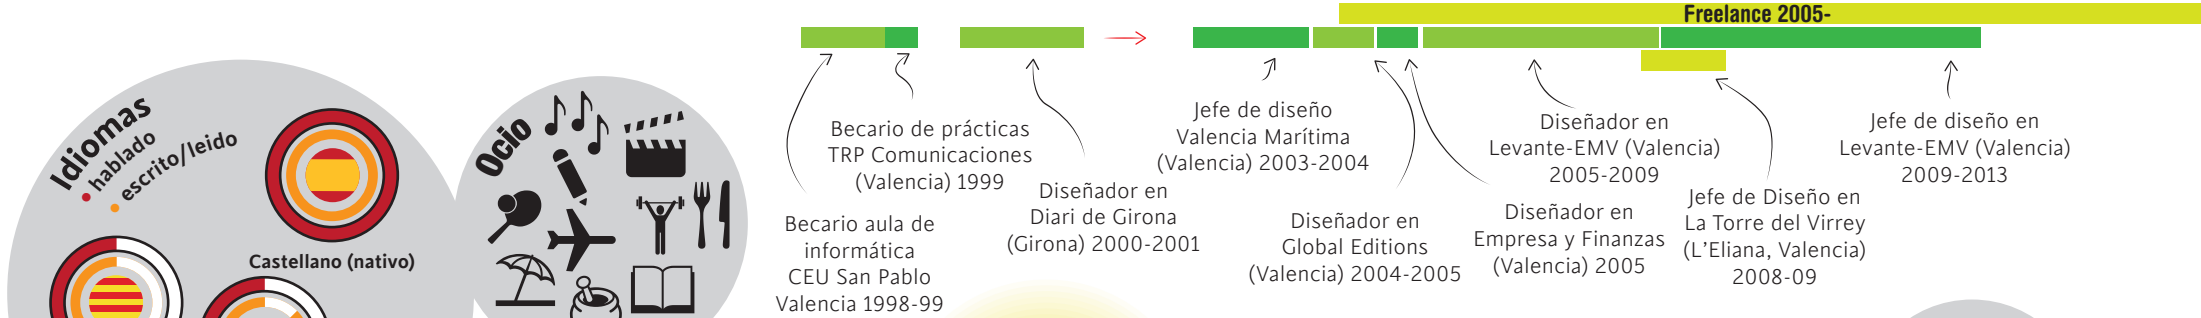 Idiomas
hablado
escrito/leido
Castellano (nativo)
Ocio
Freelance 2005-
Becario aula de
informática
CEU San Pablo
Valencia 1998-99
Becario de prácticas
TRP Comunicaciones
(Valencia) 1999
Diseñador en
Diari de Girona
(Girona) 2000-2001
Jefe de diseño
Valencia Marítima
(Valencia) 2003-2004
Diseñador en
Global Editions
(Valencia) 2004-2005
Diseñador en
Empresa y Finanzas
(Valencia) 2005
Diseñador en
Levante-EMV (Valencia)
2005-2009
Jefe de Diseño en
La Torre del Virrey
(L'Eliana, Valencia)
2008-09
Jefe de diseño en
Levante-EMV (Valencia)
2009-2013